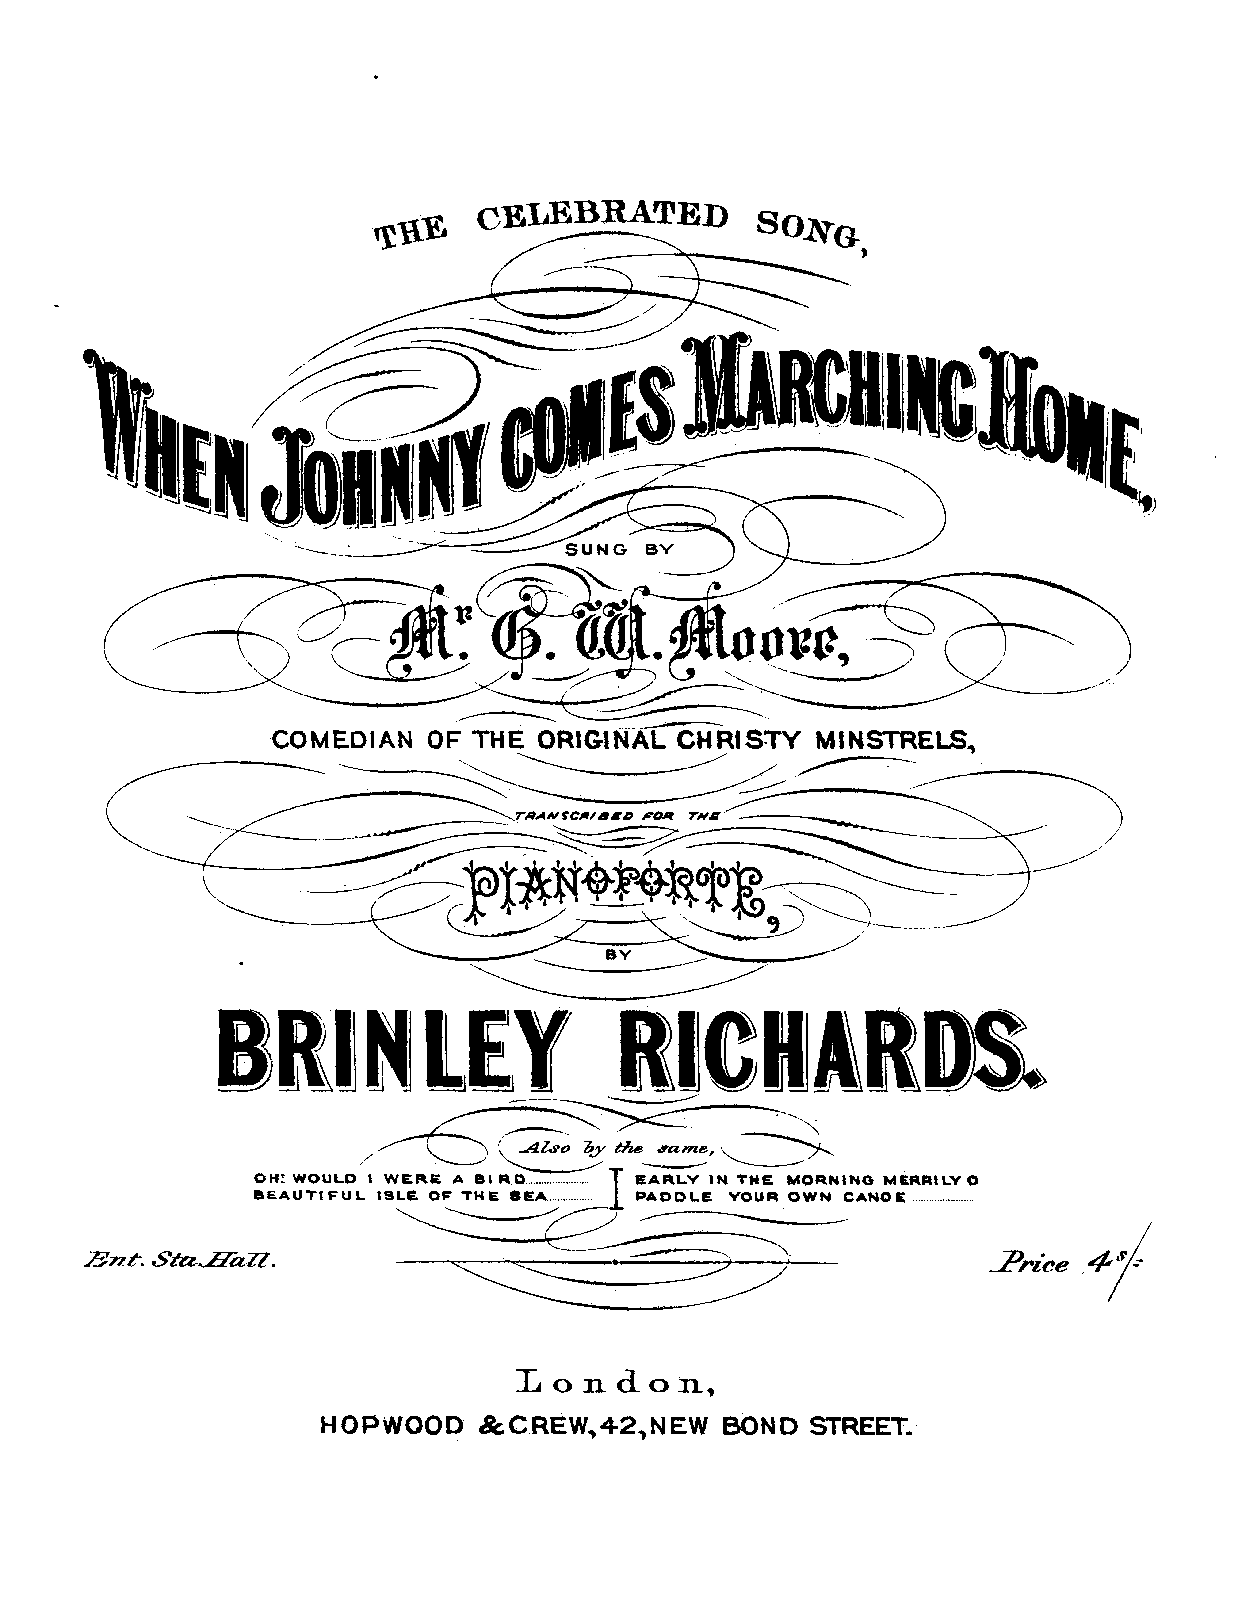 THE CELEBRATED SONG,
WHEN JOHNNY COMES MARCHING HOME,
SUNG BY
Mr. G. W. Moore,
COMEDIAN OF THE ORIGINAL CHRISTY MINSTRELS,
TRANSCRIBED FOR THE
PIANOFORTE,
BY
BRINLEY RICHARDS.
Also by the same,
OH! WOULD I WERE A BIRD
BEAUTIFUL ISLE OF THE SEA
EARLY IN THE MORNING MERRILY O
PADDLE YOUR OWN CANOE
Ent. Sta. Hall.
Price 4s/-
London,
HOPWOOD & CREW, 42, NEW BOND STREET.